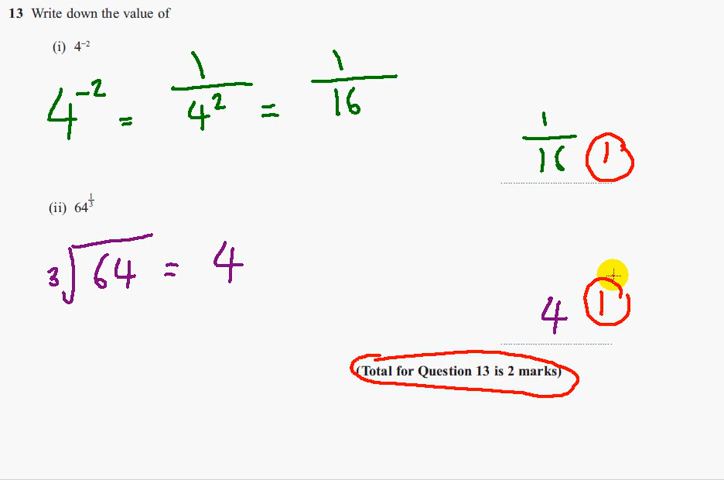 13 Write down the value of
(i) 4⁻²
4⁻² = 1/4² = 1/16
1/16 1
(ii) 64^(1/3)
³√64 = 4
4 1
(Total for Question 13 is 2 marks)